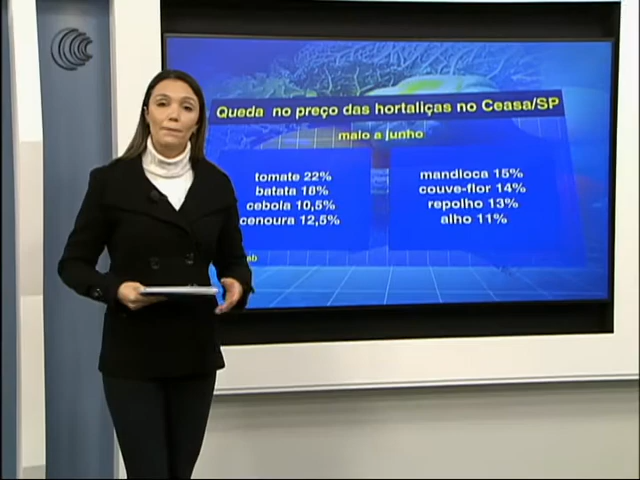 Queda no preço das hortaliças no Ceasa/SP
maio a junho
tomate 22%
batata 18%
cebola 10,5%
cenoura 12,5%
mandioca 15%
couve-flor 14%
repolho 13%
alho 11%